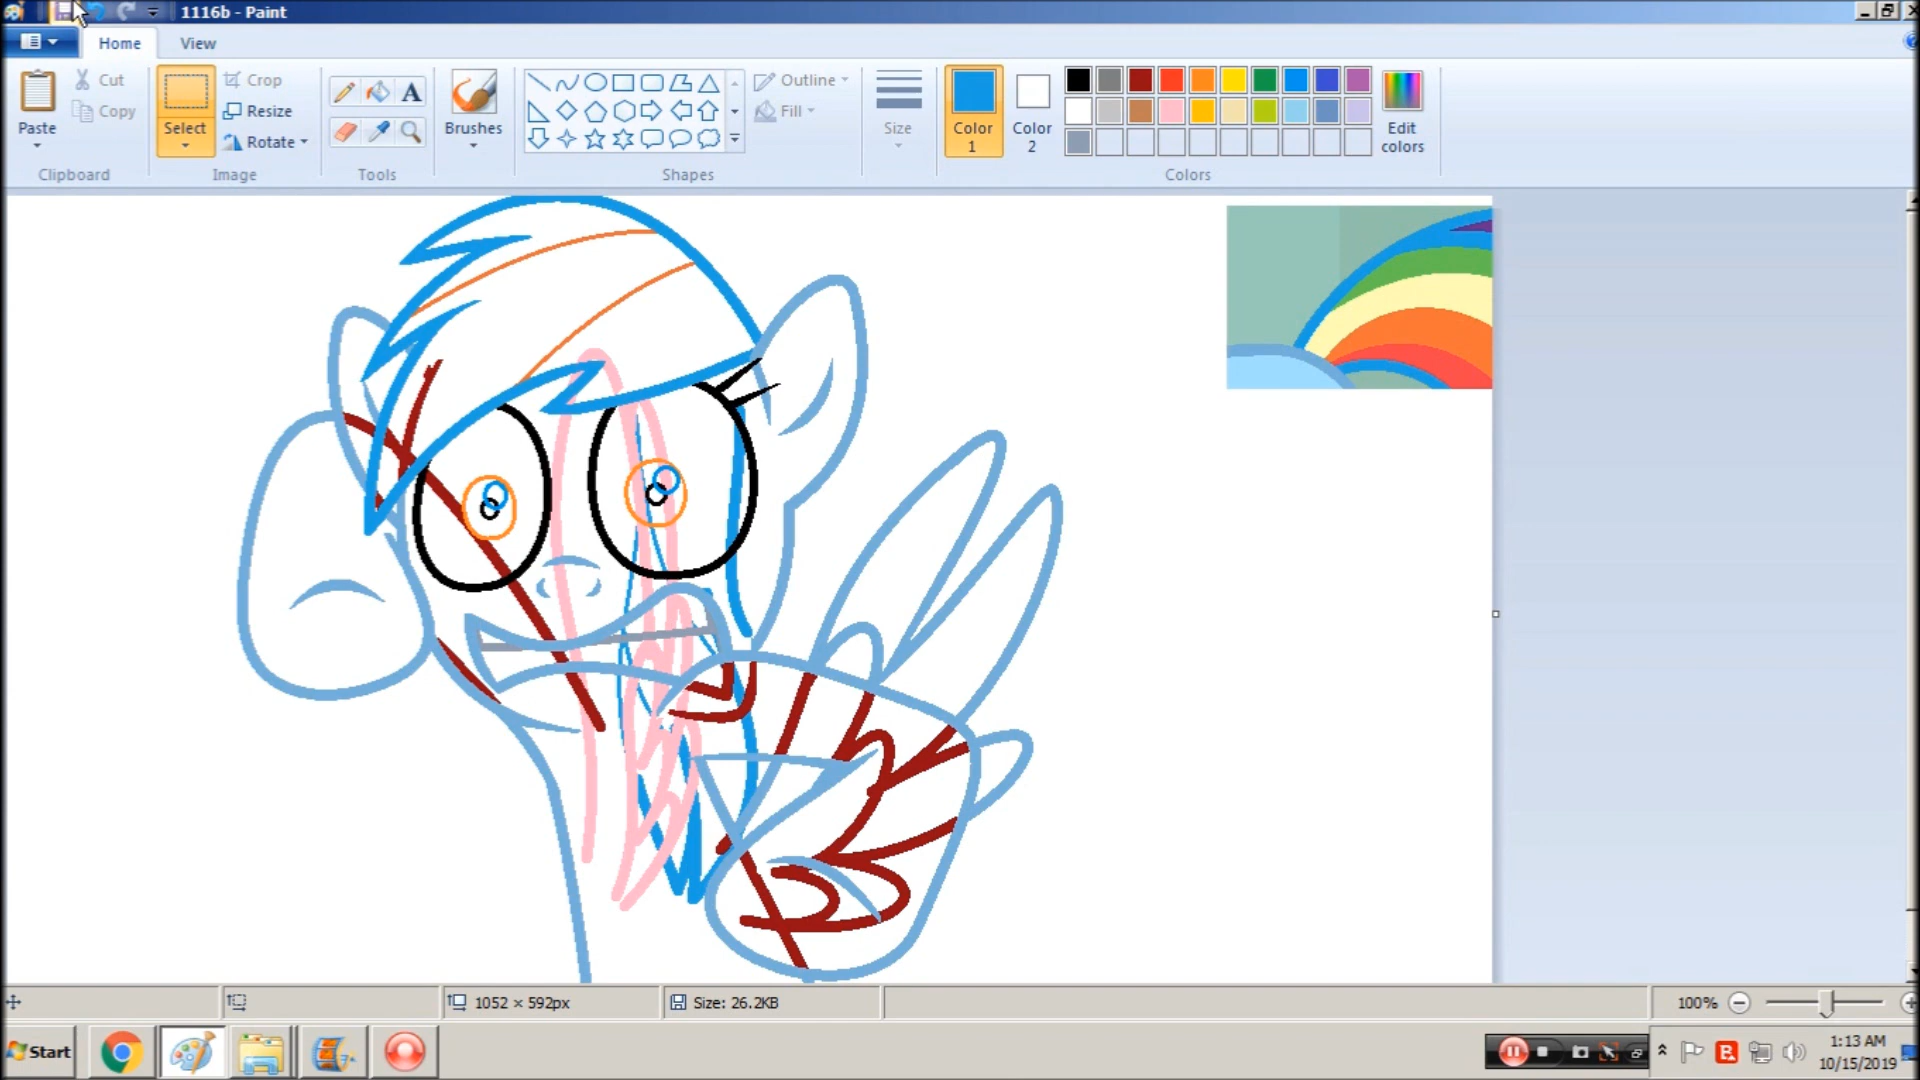 1116b - Paint
Home View
Paste
Cut
Copy
Clipboard
Select
Crop
Resize
Rotate
Image
A
Tools
Brushes
Outline
Fill
Shapes
Size
Color 1
Color 2
Edit colors
Colors
1052 × 592px
Size: 26.2KB
100%
Start
1:13 AM
10/15/2019